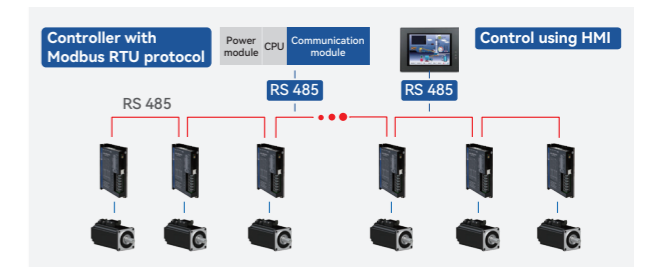 Controller with
Modbus RTU protocol
Power
module
CPU
Communication
module
Control using HMI
RS 485
RS 485
RS 485